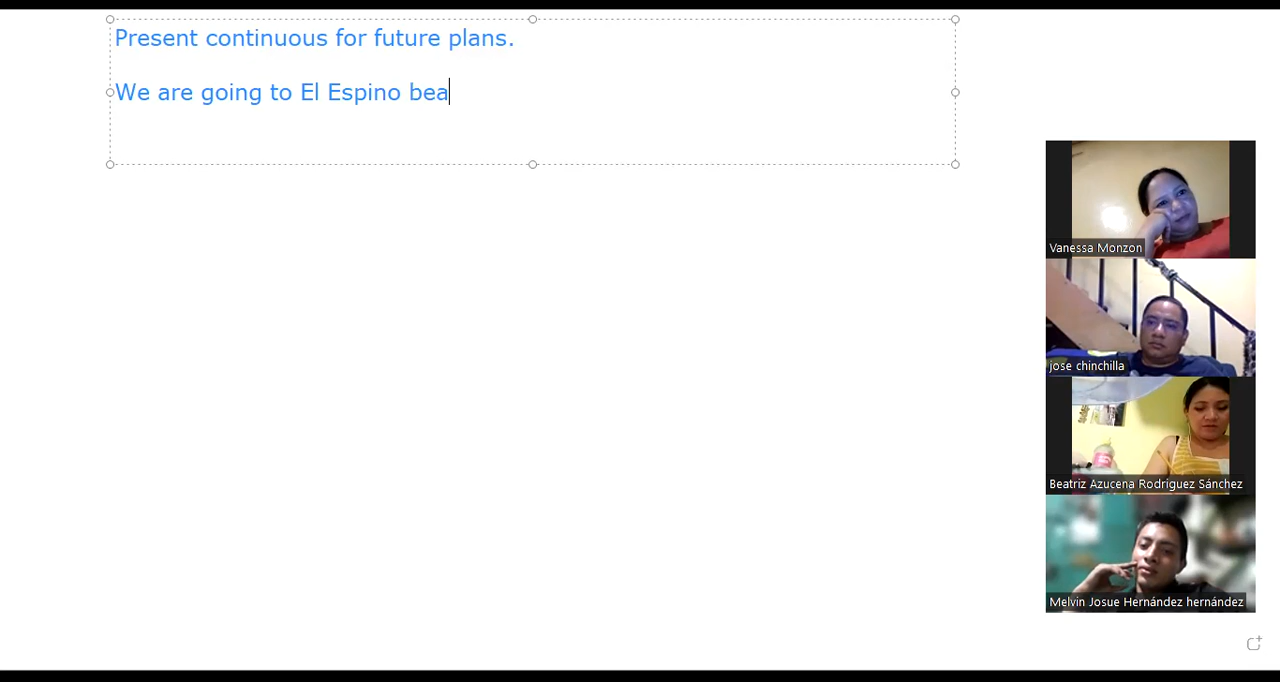 Present continuous for future plans.
We are going to El Espino bea
Vanessa Monzon
jose chinchilla
Beatriz Azucena Rodríguez Sánchez
Melvin Josue Hernández hernández